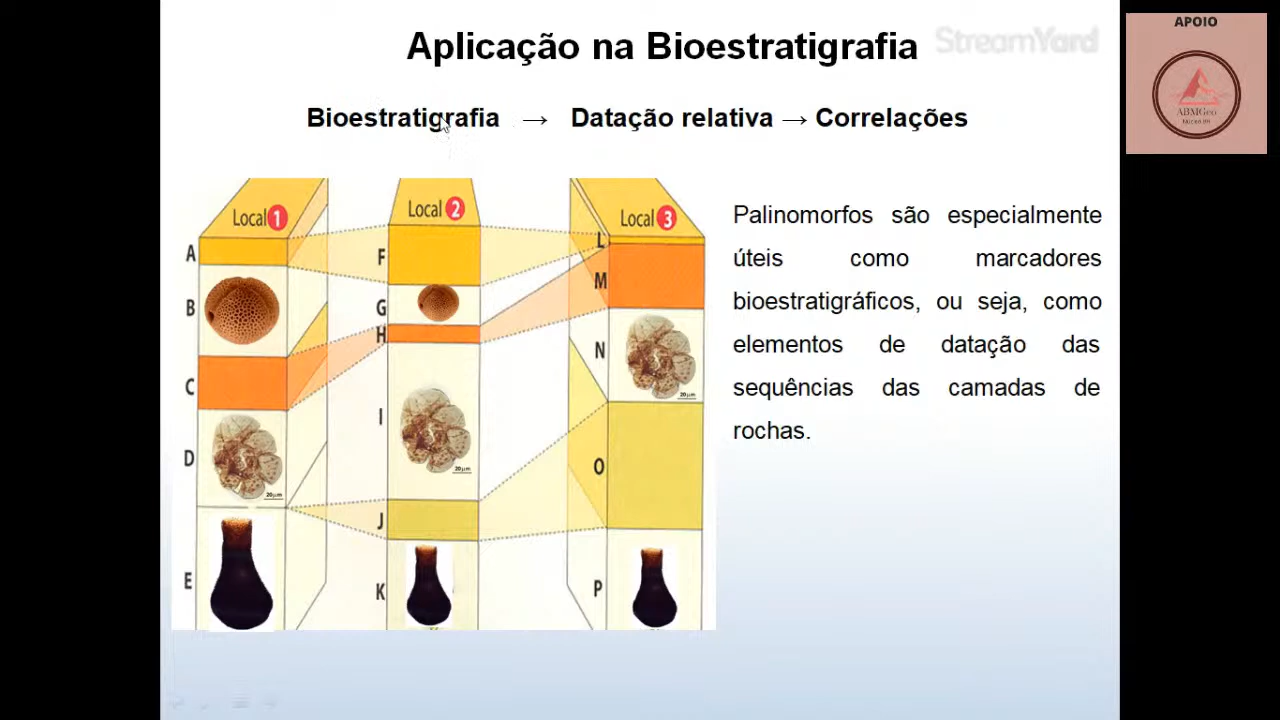 Aplicação na Bioestratigrafia
StreamYard
APOIO
ABMGeo
Bioestratigrafia → Datação relativa → Correlações
Local 1
Local 2
Local 3
A
B
C
D
20µm
E
F
G
H
I
20µm
J
K
L
M
N
20µm
O
P
Palinomorfos são especialmente
úteis como marcadores
bioestratigráficos, ou seja, como
elementos de datação das
sequências das camadas de
rochas.